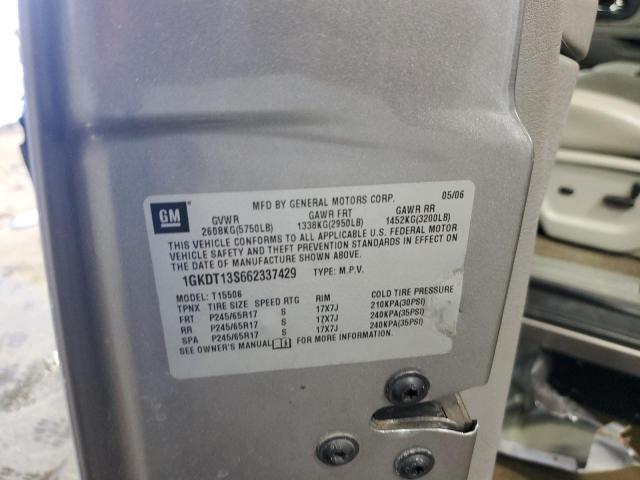 GM
MFD BY GENERAL MOTORS CORP. 05/06
GVWR GAWR FRT GAWR RR
2608KG(5750LB) 1338KG(2950LB) 1452KG(3200LB)
THIS VEHICLE CONFORMS TO ALL APPLICABLE U.S. FEDERAL MOTOR
VEHICLE SAFETY AND THEFT PREVENTION STANDARDS IN EFFECT ON
THE DATE OF MANUFACTURE SHOWN ABOVE.
1GKDT13S662337429 TYPE: M.P.V.
MODEL: T15506
TPNX TIRE SIZE SPEED RTG RIM COLD TIRE PRESSURE
FRT P245/65R17 S 17X7J 210KPA(30PSI)
RR P245/65R17 S 17X7J 240KPA(35PSI)
SPA P245/65R17 S 17X7J 240KPA(35PSI)
SEE OWNER'S MANUAL FOR MORE INFORMATION.